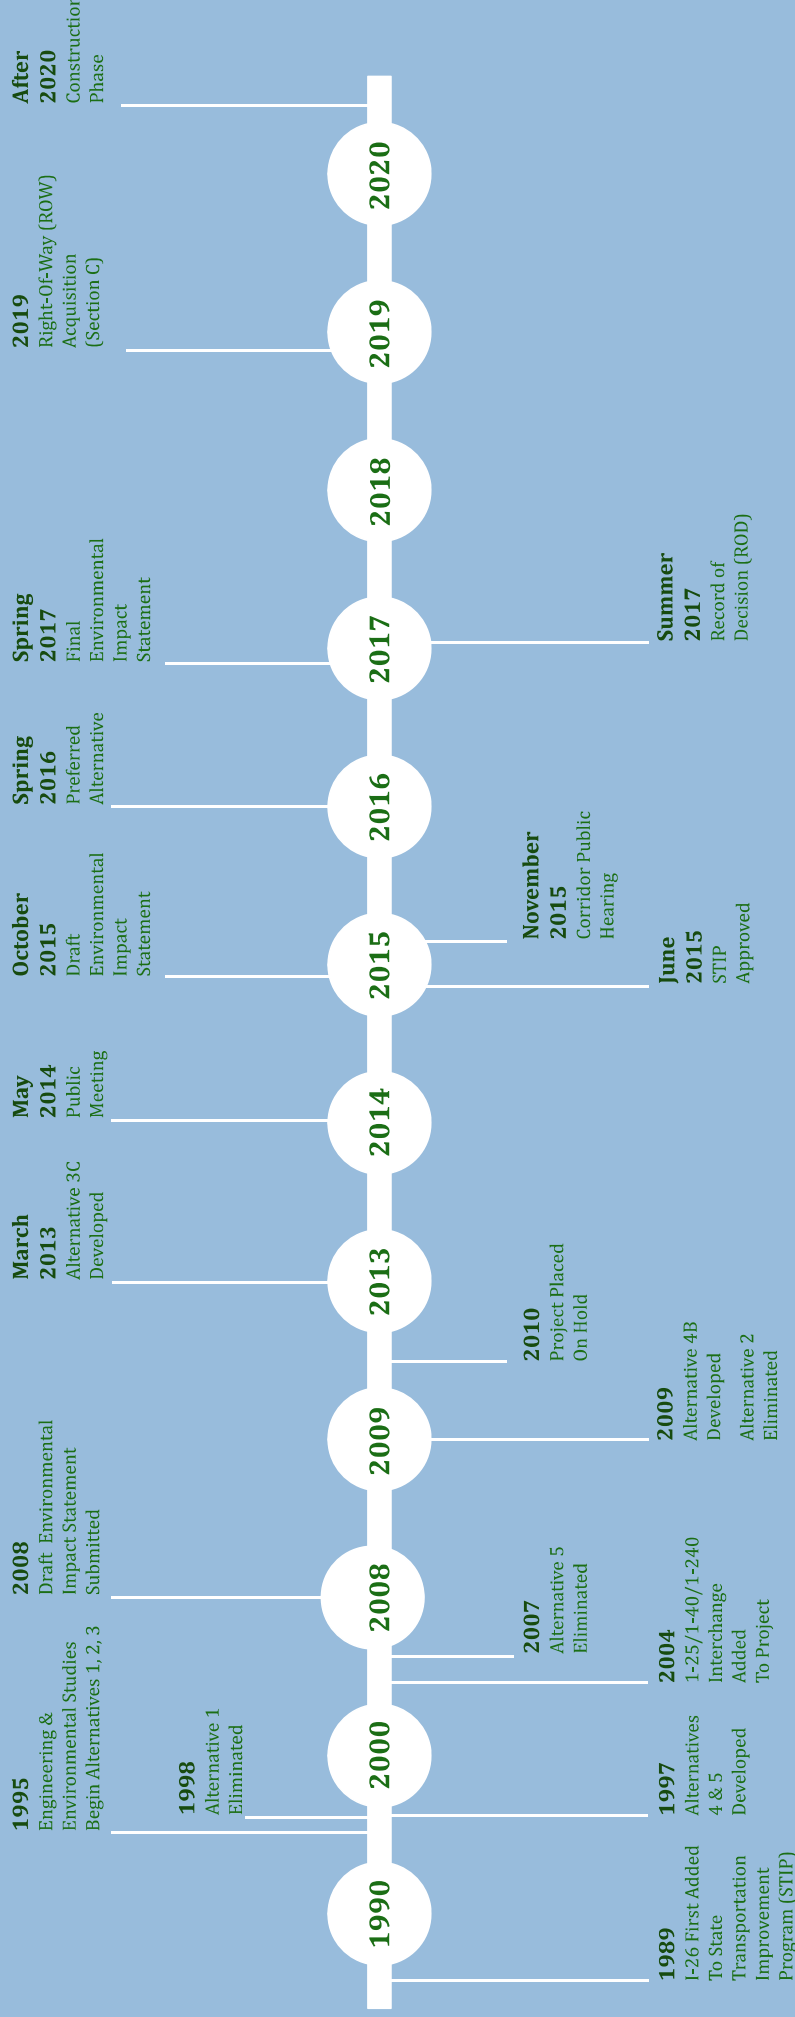 1989
I-26 First Added
To State
Transportation
Improvement
Program (STIP)
1990
1995
Engineering &
Environmental Studies
Begin Alternatives 1, 2, 3
1997
Alternatives
4 & 5
Developed
1998
Alternative 1
Eliminated
2000
2004
1-25/1-40/1-240
Interchange
Added
To Project
2007
Alternative 5
Eliminated
2008
2008
Draft Environmental
Impact Statement
Submitted
2009
2009
Alternative 4B
Developed
Alternative 2
Eliminated
2010
Project Placed
On Hold
2013
March
2013
Alternative 3C
Developed
2014
May
2014
Public
Meeting
2015
June
2015
STIP
Approved
October
2015
Draft
Environmental
Impact
Statement
November
2015
Corridor Public
Hearing
2016
Spring
2016
Preferred
Alternative
2017
Spring
2017
Final
Environmental
Impact
Statement
Summer
2017
Record of
Decision (ROD)
2018
2019
2019
Right-Of-Way (ROW)
Acquisition
(Section C)
2020
After
2020
Construction
Phase